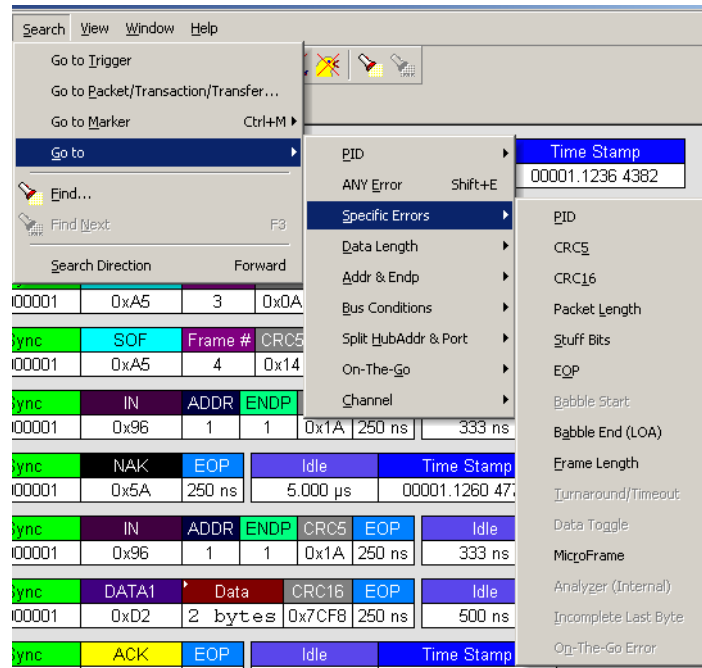 Search View Window Help
Go to Trigger
Go to Packet/Transaction/Transfer...
Go to Marker Ctrl+M
Go to
Find...
Find Next F3
Search Direction Forward
PID
ANY Error Shift+E
Specific Errors
Data Length
Addr & Endp
Bus Conditions
Split HubAddr & Port
On-The-Go
Channel
PID
CRC5
CRC16
Packet Length
Stuff Bits
EOP
Babble Start
Babble End (LOA)
Frame Length
Turnaround/Timeout
Data Toggle
MicroFrame
Analyzer (Internal)
Incomplete Last Byte
On-The-Go Error
Time Stamp
00001.1236 4382
000001 0xA5 3 0x0A
Sync SOF Frame # CRC5
000001 0xA5 4 0x14
Sync IN ADDR ENDP
000001 0x96 1 1 0x1A 250 ns 333 ns
Sync NAK EOP Idle Time Stamp
000001 0x5A 250 ns 5.000 µs 00001.1260 47
Sync IN ADDR ENDP CRC5 EOP Idle
000001 0x96 1 1 0x1A 250 ns 333 ns
Sync DATA1 Data CRC16 EOP Idle
000001 0xD2 2 bytes 0x7CF8 250 ns 500 ns
Sync ACK EOP Idle Time Stamp